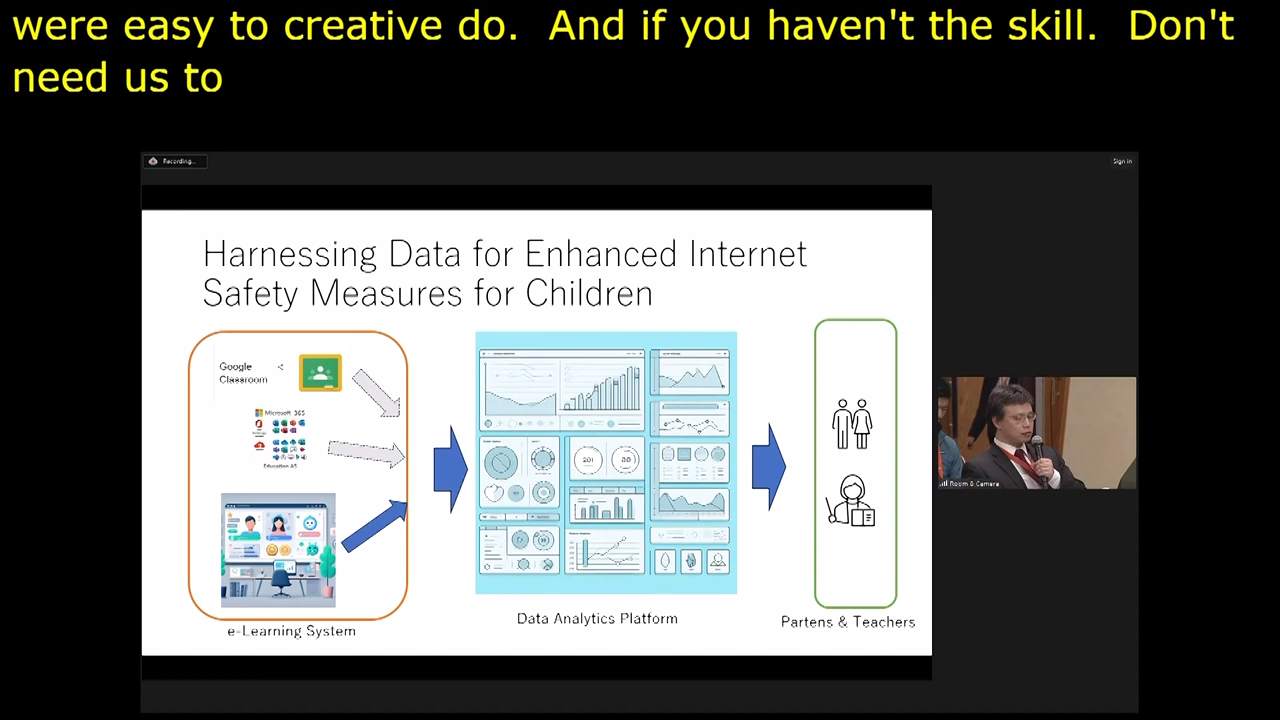 were easy to creative do.  And if you haven't the skill.  Don't
need us to
Recording...
Sign in
Harnessing Data for Enhanced Internet
Safety Measures for Children
Google
Classroom
Microsoft 365
Education A5
e-Learning System
Data Analytics Platform
Partens & Teachers
Room & Camera